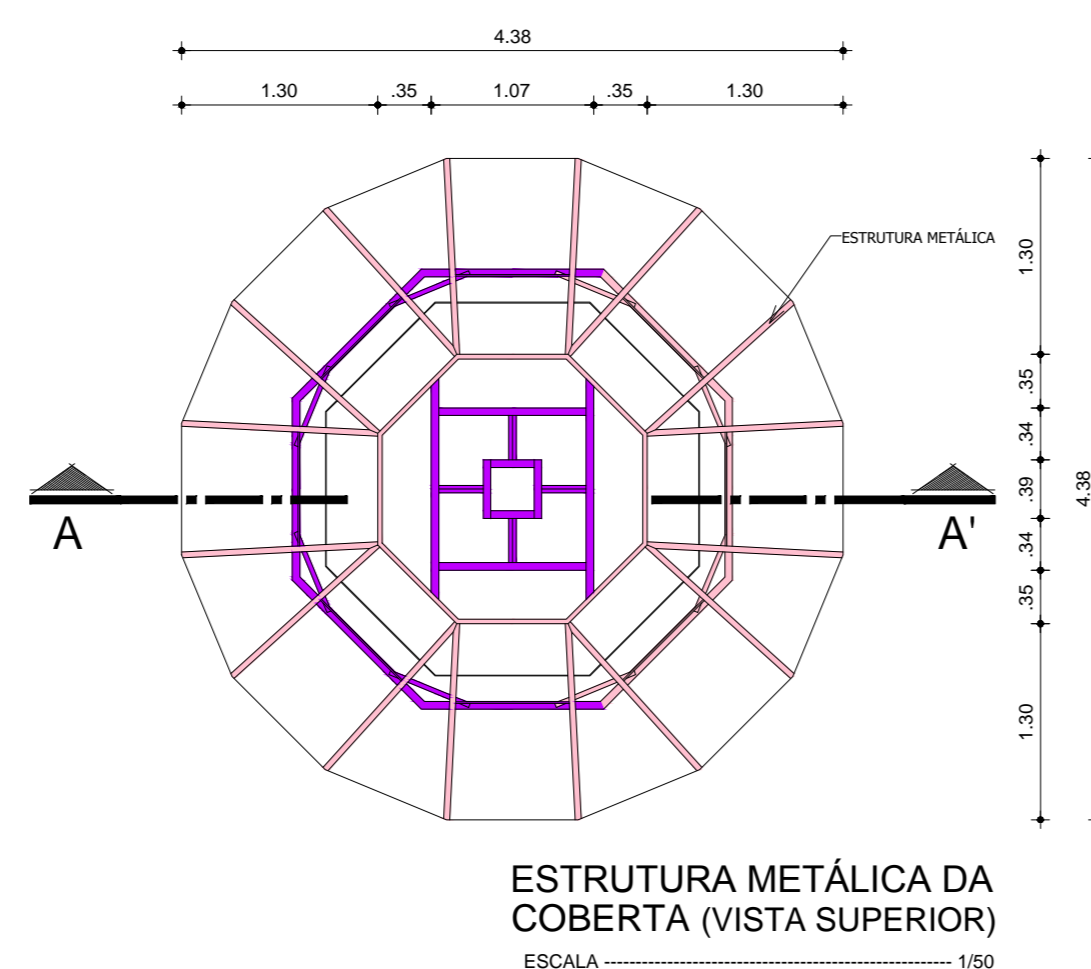 4.38
1.30 .35 1.07 .35 1.30
ESTRUTURA METÁLICA
1.30
.35
.34
.39
.34
.35
1.30
4.38
A A'
ESTRUTURA METÁLICA DA
COBERTA (VISTA SUPERIOR)
ESCALA ------------------------------------------------------- 1/50